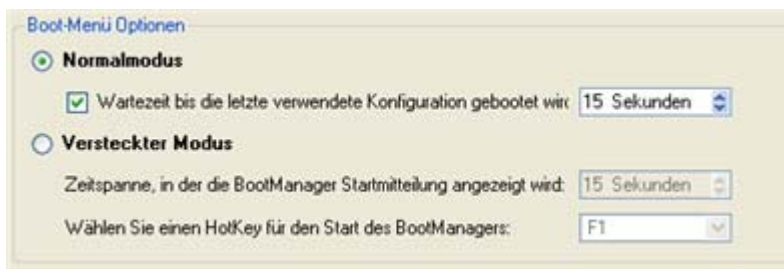 Boot-Menü Optionen
Normalmodus
Wartezeit bis die letzte verwendete Konfiguration gebootet wird 15 Sekunden
Versteckter Modus
Zeitspanne, in der die BootManager Startmitteilung angezeigt wird: 15 Sekunden
Wählen Sie einen HotKey für den Start des BootManagers: F1